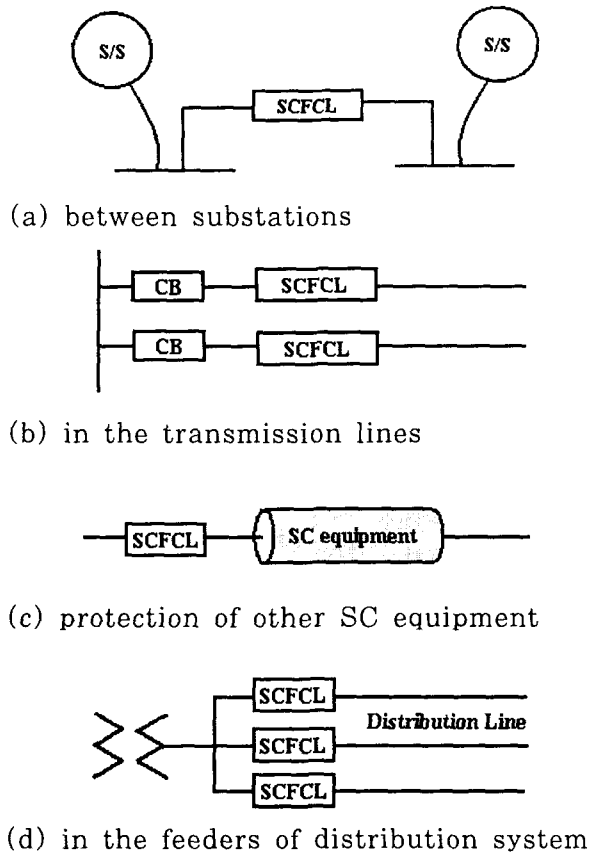 S/S
S/S
SCFCL
(a) between substations
CB
SCFCL
CB
SCFCL
(b) in the transmission lines
SCFCL
SC equipment
(c) protection of other SC equipment
SCFCL
Distribution Line
SCFCL
SCFCL
(d) in the feeders of distribution system